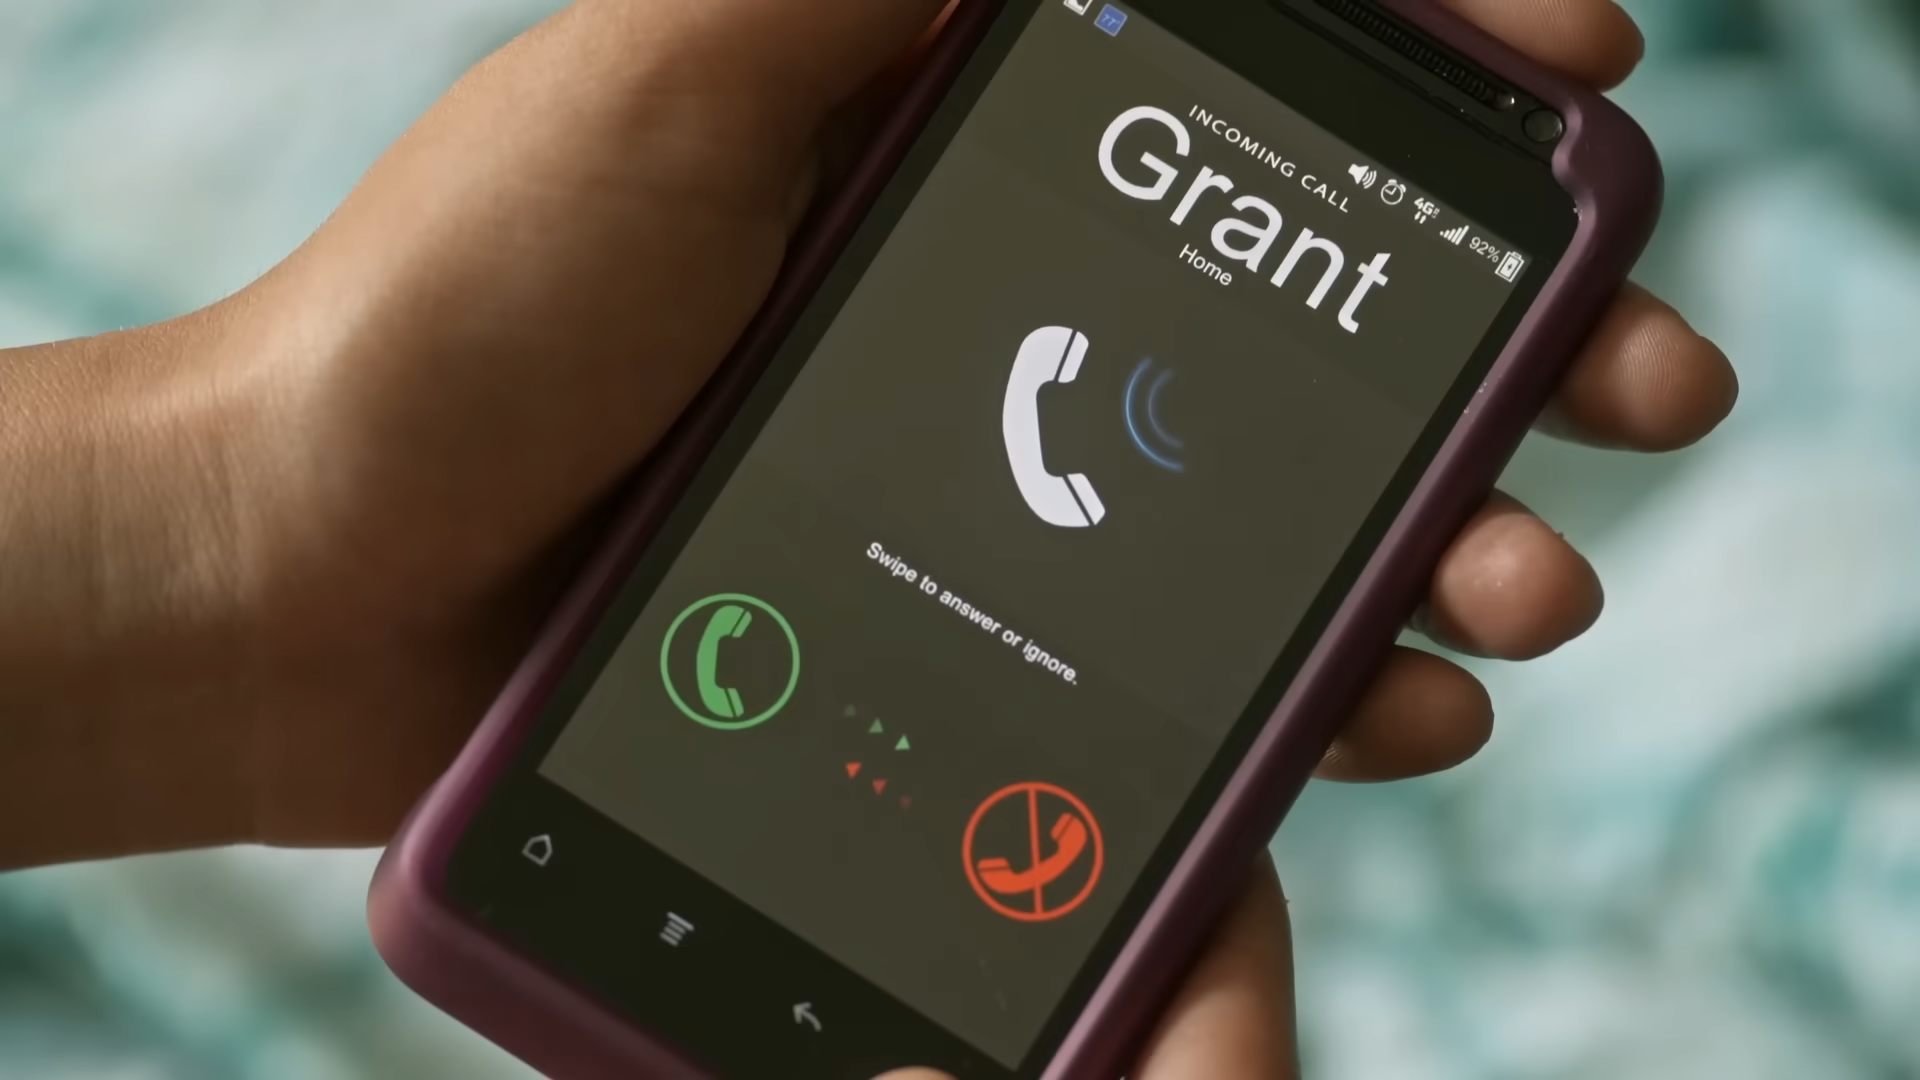 4G
92%
INCOMING CALL
Grant
Home
Swipe to answer or ignore.